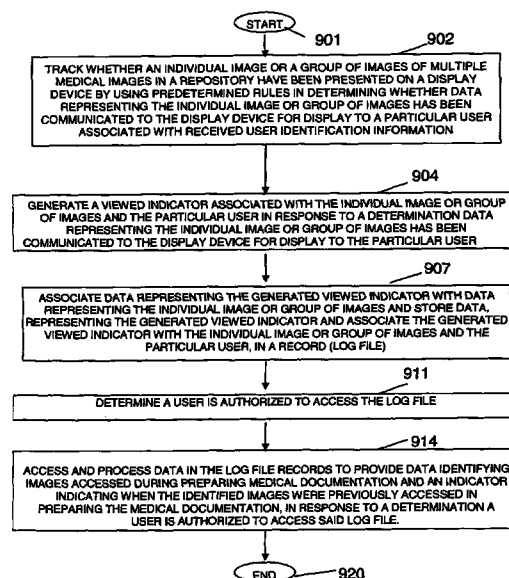 START
901
902
TRACK WHETHER AN INDIVIDUAL IMAGE OR A GROUP OF IMAGES OF MULTIPLE
MEDICAL IMAGES IN A REPOSITORY HAVE BEEN PRESENTED ON A DISPLAY
DEVICE BY USING PREDETERMINED RULES IN DETERMINING WHETHER DATA
REPRESENTING THE INDIVIDUAL IMAGE OR GROUP OF IMAGES HAS BEEN
COMMUNICATED TO THE DISPLAY DEVICE FOR DISPLAY TO A PARTICULAR USER
ASSOCIATED WITH RECEIVED USER IDENTIFICATION INFORMATION
904
GENERATE A VIEWED INDICATOR ASSOCIATED WITH THE INDIVIDUAL IMAGE OR GROUP
OF IMAGES AND THE PARTICULAR USER IN RESPONSE TO A DETERMINATION DATA
REPRESENTING THE INDIVIDUAL IMAGE OR GROUP OF IMAGES HAS BEEN
COMMUNICATED TO THE DISPLAY DEVICE FOR DISPLAY TO THE PARTICULAR USER
907
ASSOCIATE DATA REPRESENTING THE GENERATED VIEWED INDICATOR WITH DATA
REPRESENTING THE INDIVIDUAL IMAGE OR GROUP OF IMAGES AND STORE DATA,
REPRESENTING THE GENERATED VIEWED INDICATOR AND ASSOCIATE THE GENERATED
VIEWED INDICATOR WITH THE INDIVIDUAL IMAGE OR GROUP OF IMAGES AND THE
PARTICULAR USER, IN A RECORD (LOG FILE)
911
DETERMINE A USER IS AUTHORIZED TO ACCESS THE LOG FILE
914
ACCESS AND PROCESS DATA IN THE LOG FILE RECORDS TO PROVIDE DATA IDENTIFYING
IMAGES ACCESSED DURING PREPARING MEDICAL DOCUMENTATION AND AN INDICATOR
INDICATING WHEN THE IDENTIFIED IMAGES WERE PREVIOUSLY ACCESSED IN
PREPARING THE MEDICAL DOCUMENTATION, IN RESPONSE TO A DETERMINATION A
USER IS AUTHORIZED TO ACCESS SAID LOG FILE.
END
920